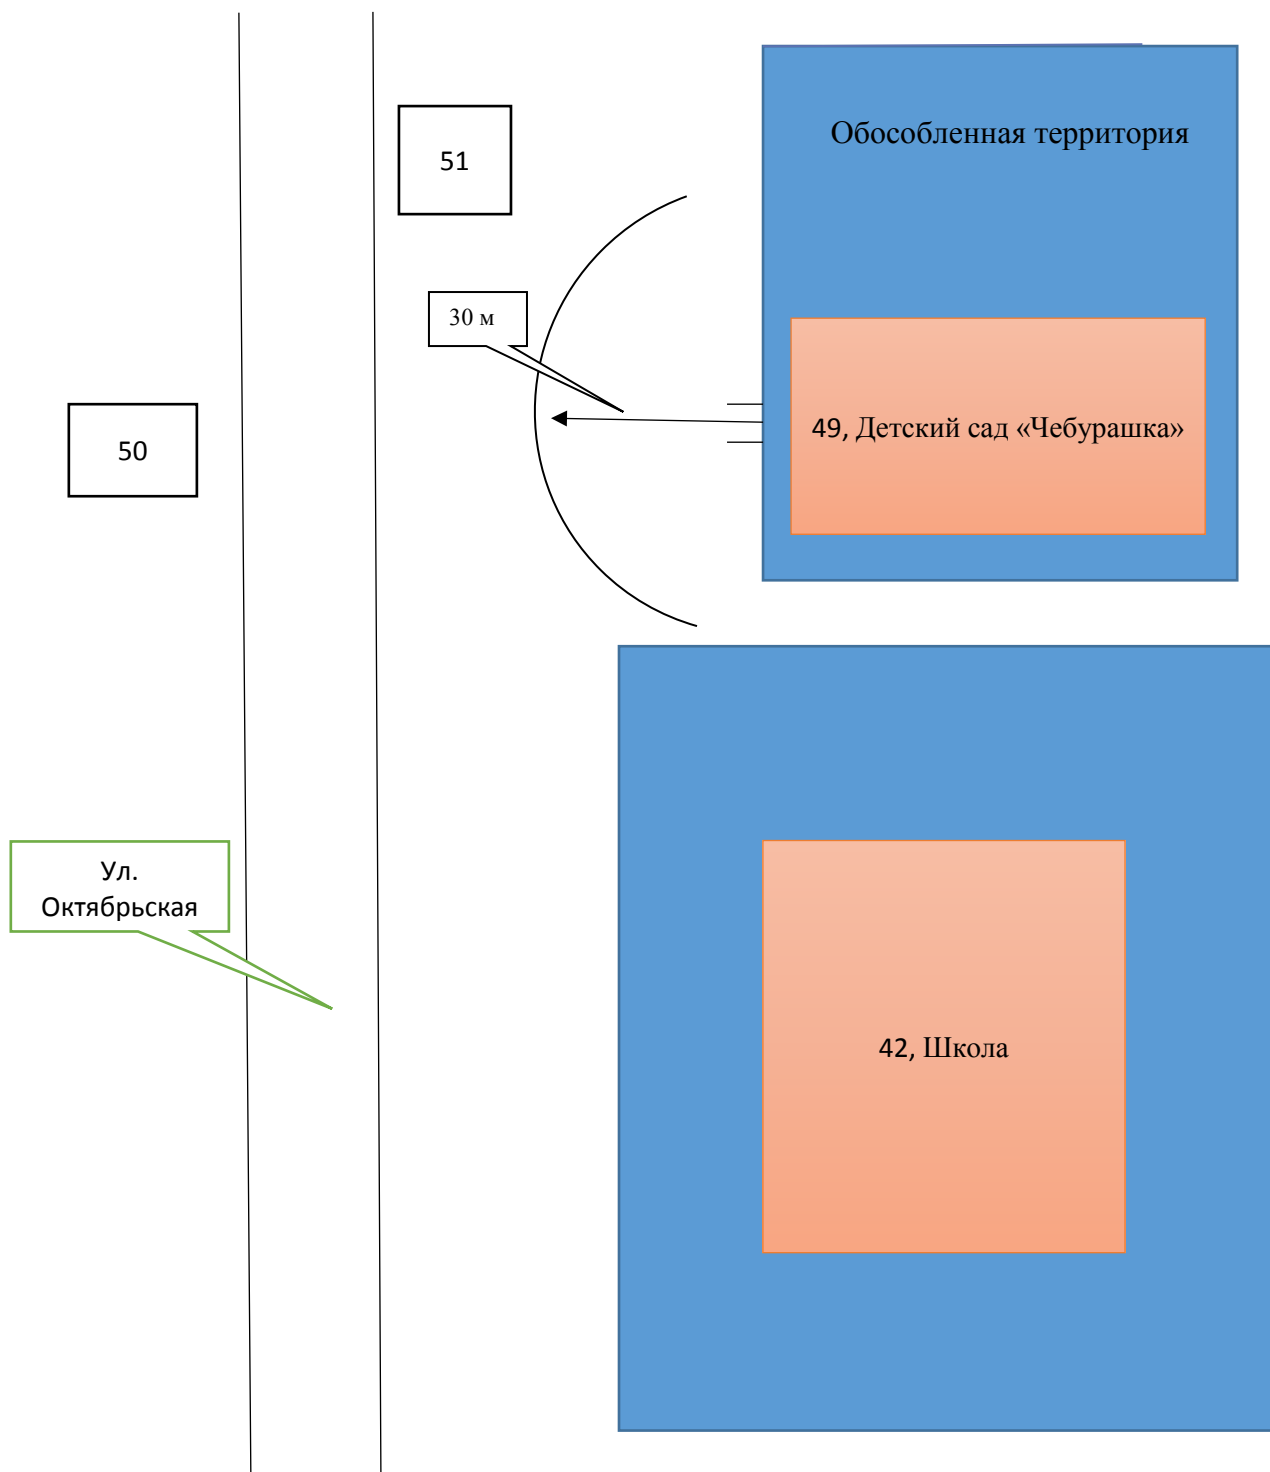 Обособленная территория
51
30 м
49, Детский сад «Чебурашка»
50
Ул.
Октябрьская
42, Школа